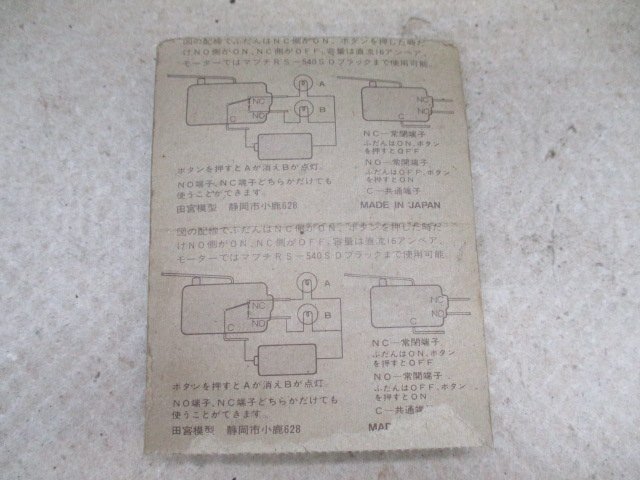 図の配線でふだんはNC側がON、ボタンを押した時だ
けNO側がON、NC側がOFF、容量は直流16アンペア、
モーターではマブチRS-540SDブラックまで使用可能。
A
NC
B
NO
C
ボタンを押すとAが消えBが点灯。
NO端子、NC端子どちらかだけでも
使うことができます。
田宮模型 静岡市小鹿628
NC
NO
C
NC—常閉端子
ふだんはON、ボタン
を押すとOFF
NO—常開端子
ふだんはOFF、ボタン
を押すとON
C—共通端子
MADE IN JAPAN
図の配線でふだんはNC側がON、ボタンを押した時だ
けNO側がON、NC側がOFF、容量は直流16アンペア、
モーターではマブチRS-540SDブラックまで使用可能。
A
NC
B
NO
C
ボタンを押すとAが消えBが点灯。
NO端子、NC端子どちらかだけでも
使うことができます。
田宮模型 静岡市小鹿628
NC
NO
C
NC—常閉端子
ふだんはON、ボタン
を押すとOFF
NO—常開端子
ふだんはOFF、ボタン
を押すとON
C—共通端
MAD